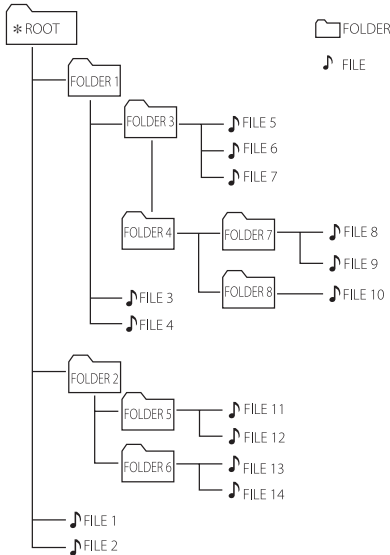 * ROOT
FOLDER
FILE
FOLDER 1
FOLDER 3
FILE 5
FILE 6
FILE 7
FOLDER 4
FOLDER 7
FILE 8
FILE 9
FOLDER 8
FILE 10
FILE 3
FILE 4
FOLDER 2
FOLDER 5
FILE 11
FILE 12
FOLDER 6
FILE 13
FILE 14
FILE 1
FILE 2